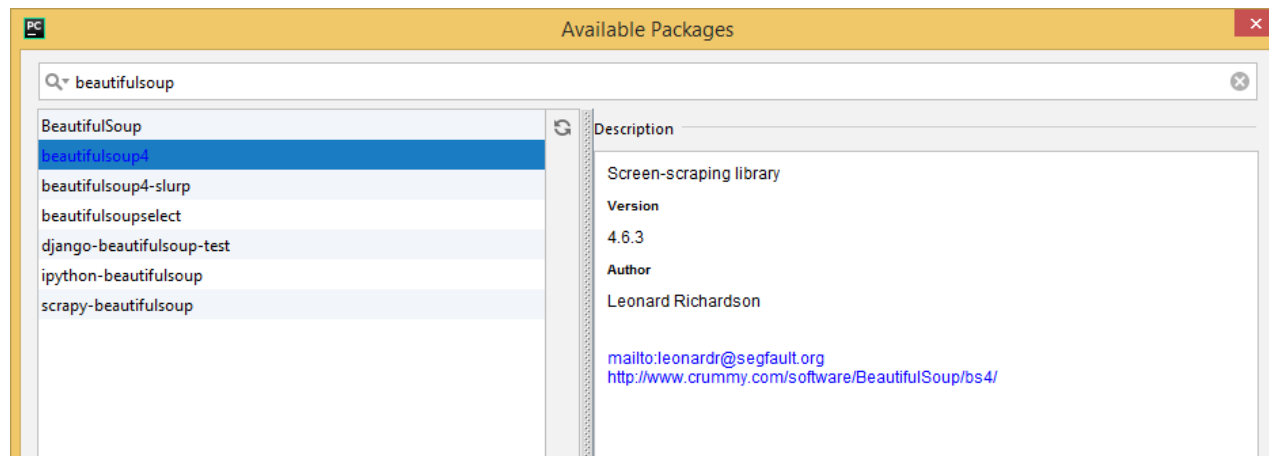 PC
Available Packages
beautifulsoup
BeautifulSoup
beautifulsoup4
beautifulsoup4-slurp
beautifulsoupselect
django-beautifulsoup-test
ipython-beautifulsoup
scrapy-beautifulsoup
Description
Screen-scraping library
Version
4.6.3
Author
Leonard Richardson
mailto:leonardr@segfault.org
http://www.crummy.com/software/BeautifulSoup/bs4/